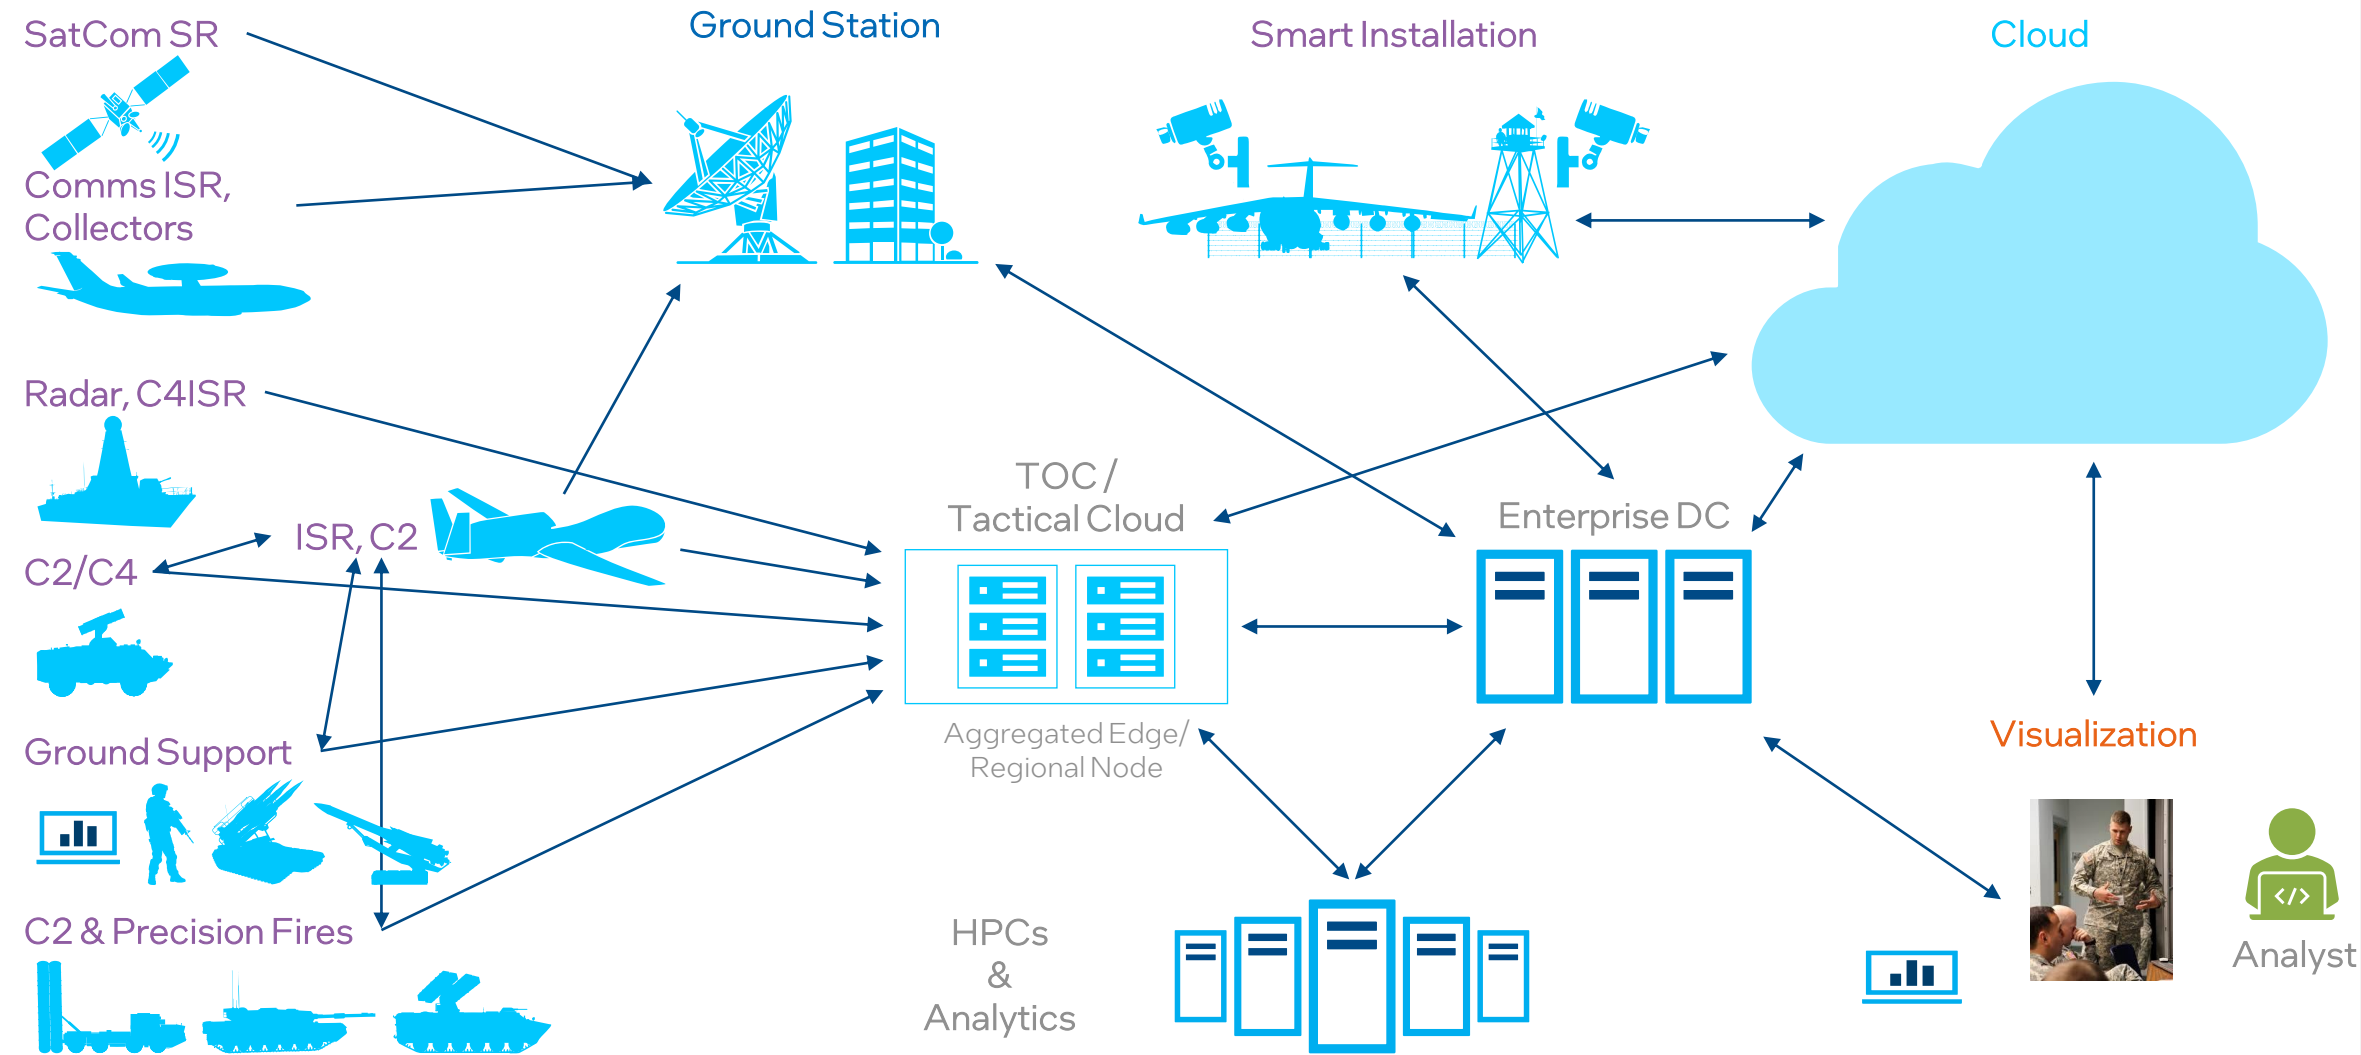 SatCom SR
Ground Station
Smart Installation
Cloud
Comms ISR,
Collectors
Radar, C4ISR
TOC /
Tactical Cloud
Enterprise DC
ISR, C2
C2/C4
Aggregated Edge/
Regional Node
Ground Support
Visualization
C2 & Precision Fires
HPCs
&
Analytics
</>
Analyst